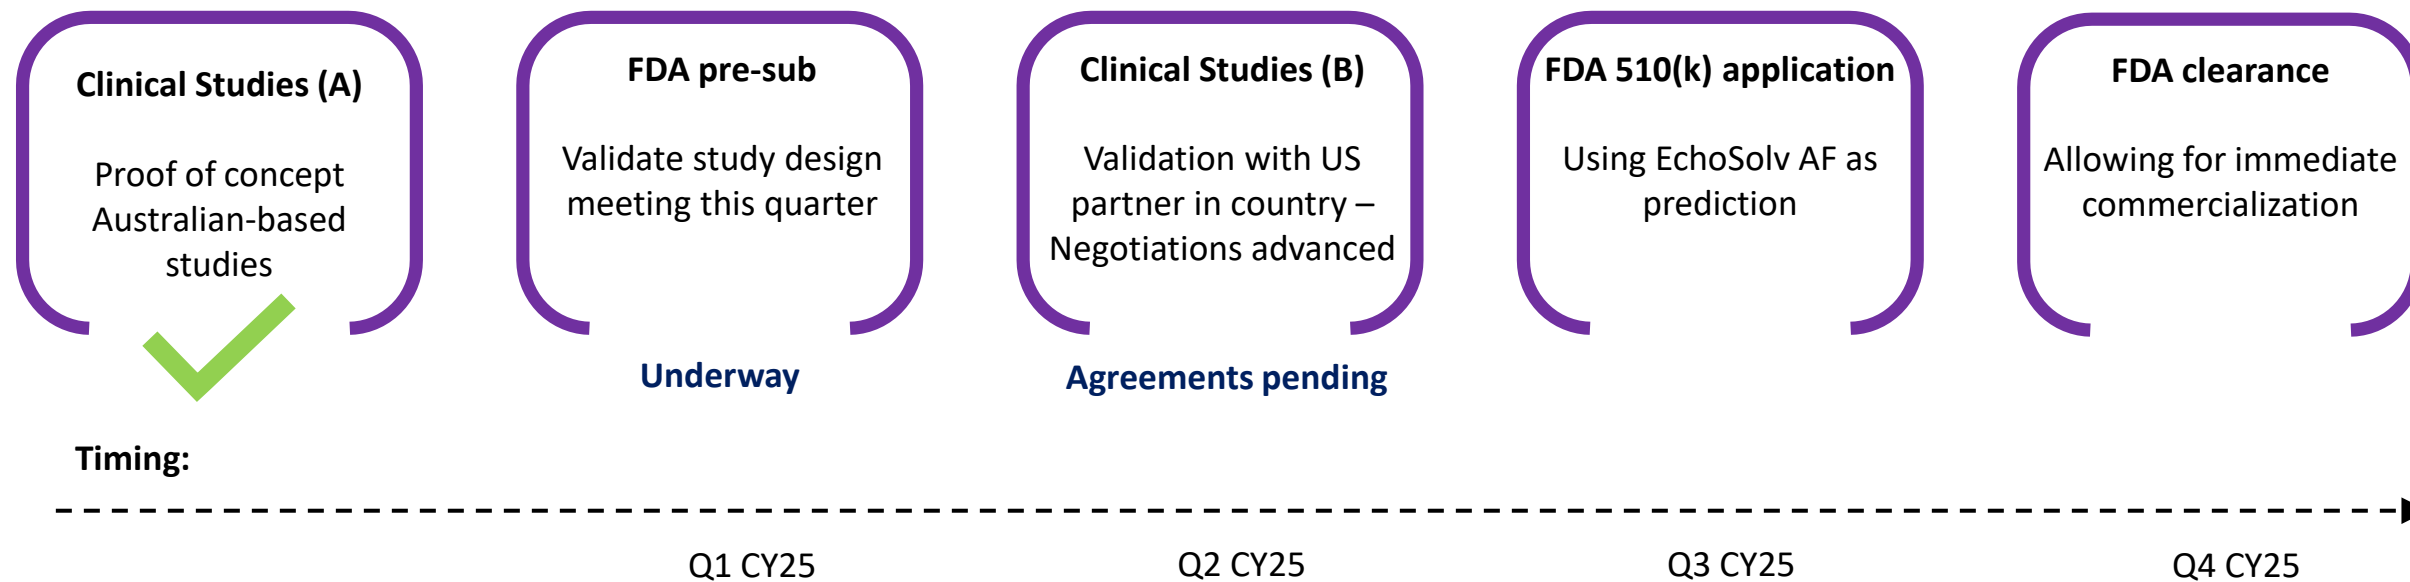 Clinical Studies (A)
Proof of concept
Australian-based
studies
FDA pre-sub
Validate study design
meeting this quarter
Underway
Clinical Studies (B)
Validation with US
partner in country –
Negotiations advanced
Agreements pending
FDA 510(k) application
Using EchoSolv AF as
prediction
FDA clearance
Allowing for immediate
commercialization
Timing:
Q1 CY25
Q2 CY25
Q3 CY25
Q4 CY25